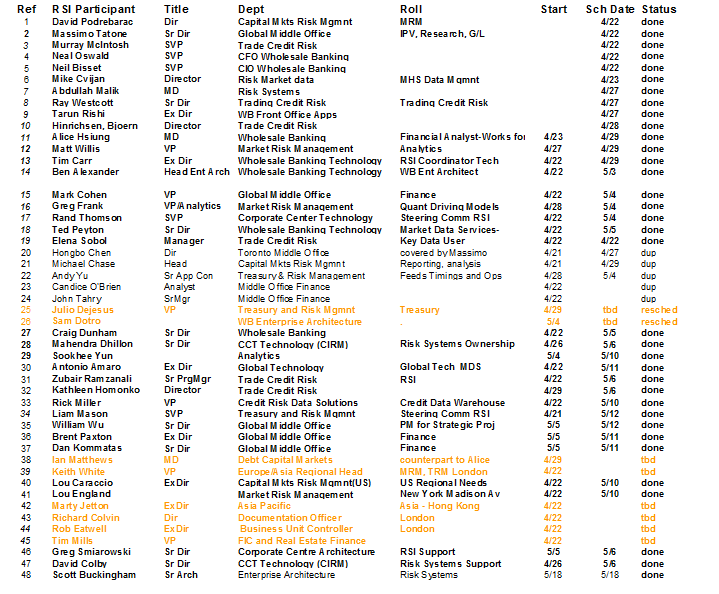 Ref RSI Participant Title Dept Roll Start Sch Date Status
1 David Podrebarac Dir Capital Mkts Risk Mgmnt MRM 4/22 done
2 Massimo Tatone Sr Dir Global Middle Office IPV, Research, G/L 4/22 done
3 Murray McIntosh SVP Trade Credit Risk 4/22 done
4 Neal Oswald SVP CFO Wholesale Banking 4/22 done
5 Neil Bisset SVP CIO Wholesale Banking 4/22 done
6 Mike Cvijan Director Risk Market data MHS Data Mgmnt 4/23 done
7 Abdullah Malik MD Risk Systems 4/27 done
8 Ray Westcott Sr Dir Trading Credit Risk Trading Credit Risk 4/27 done
9 Tarun Rishi Ex Dir WB Front Office Apps 4/27 done
10 Hinrichsen, Bjoern Director Trade Credit Risk 4/28 done
11 Alice Hsiung MD Wholesale Banking Financial Analyst-Works for 4/23 4/29 done
12 Matt Willis VP Market Risk Management Analytics 4/27 4/29 done
13 Tim Carr Ex Dir Wholesale Banking Technology RSI Coordinator Tech 4/22 4/29 done
14 Ben Alexander Head Ent Arch Wholesale Banking Technology WB Ent Architect 4/22 5/3 done
15 Mark Cohen VP Global Middle Office Finance 4/22 5/4 done
16 Greg Frank VP/Analytics Market Risk Management Quant Driving Models 4/28 5/4 done
17 Rand Thomson SVP Corporate Center Technology Steering Comm RSI 4/22 5/4 done
18 Ted Peyton Sr Dir Wholesale Banking Technology Market Data Services- 4/22 5/5 done
19 Elena Sobol Manager Trade Credit Risk Key Data User 4/22 4/22 done
20 Hongbo Chen Dir Toronto Middle Office covered by Massimo 4/21 4/27 dup
21 Michael Chase Head Capital Mkts Risk Mgmnt Reporting, analysis 4/21 4/29 dup
22 Andy Yu Sr App Con Treasury & Risk Management Feeds Timings and Ops 4/28 5/4 dup
23 Candice O'Brien Analyst Middle Office Finance 4/22 dup
24 John Tahry SrMgr Middle Office Finance 4/22 dup
25 Julio Dejesus VP Treasury and Risk Mgmnt Treasury 4/29 tbd resched
26 Sam Dotro WB Enterprise Architecture . 5/4 tbd resched
27 Craig Dunham Sr Dir Wholesale Banking 4/22 5/5 done
28 Mahendra Dhillon Sr Dir CCT Technology (CIRM) Risk Systems Ownership 4/26 5/6 done
29 Sookhee Yun Analytics 5/4 5/10 done
30 Antonio Amaro Ex Dir Global Technology Global Tech MDS 4/22 5/11 done
31 Zubair Ramzanali Sr PrgMgr Trade Credit Risk RSI 4/22 5/6 done
32 Kathleen Homonko Director Trade Credit Risk 4/29 5/6 done
33 Rick Miller VP Credit Risk Data Solutions Credit Data Warehouse 4/22 5/10 done
34 Liam Mason SVP Treasury and Risk Mgmnt Steering Comm RSI 4/21 5/12 done
35 William Wu Sr Dir Global Middle Office PM for Strategic Proj 5/5 5/12 done
36 Brent Paxton Ex Dir Global Middle Office Finance 5/5 5/11 done
37 Dan Kommatas Sr Dir Global Middle Office Finance 5/5 5/11 done
38 Ian Matthews MD Debt Capital Markets counterpart to Alice 4/29 tbd
39 Keith White VP Europe/Asia Regional Head MRM, TRM London 4/22 tbd
40 Lou Caraccio ExDir Capital Mkts Risk Mgmnt(US) US Regional Needs 4/22 5/10 done
41 Lou England Market Risk Management New York Madison Av 4/22 5/10 done
42 Marty Jetton ExDir Asia Pacific Asia - Hong Kong 4/22 tbd
43 Richard Colvin Dir Documentation Officer London 4/22 tbd
44 Rob Eatwell ExDir Business Unit Controller London 4/22 tbd
45 Tim Mills VP FIC and Real Estate Finance 4/22 tbd
46 Greg Smiarowski Sr Dir Corporate Centre Architecture RSI Support 5/5 5/6 done
47 David Colby Sr Dir CCT Technology (CIRM) Risk Systems Support 4/26 5/6 done
48 Scott Buckingham Sr Arch Enterprise Architecture Risk Systems 5/18 5/18 done